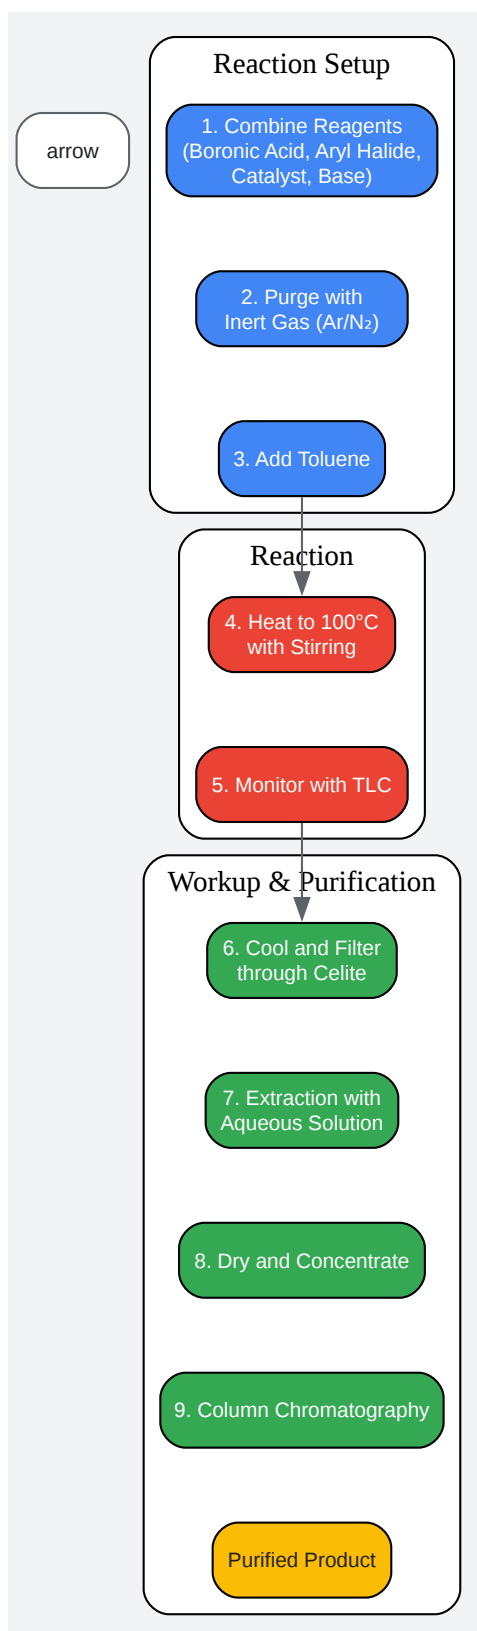 Reaction Setup
arrow
1. Combine Reagents
(Boronic Acid, Aryl Halide,
Catalyst, Base)
2. Purge with
Inert Gas (Ar/N₂)
3. Add Toluene
Reaction
4. Heat to 100°C
with Stirring
5. Monitor with TLC
Workup & Purification
6. Cool and Filter
through Celite
7. Extraction with
Aqueous Solution
8. Dry and Concentrate
9. Column Chromatography
Purified Product